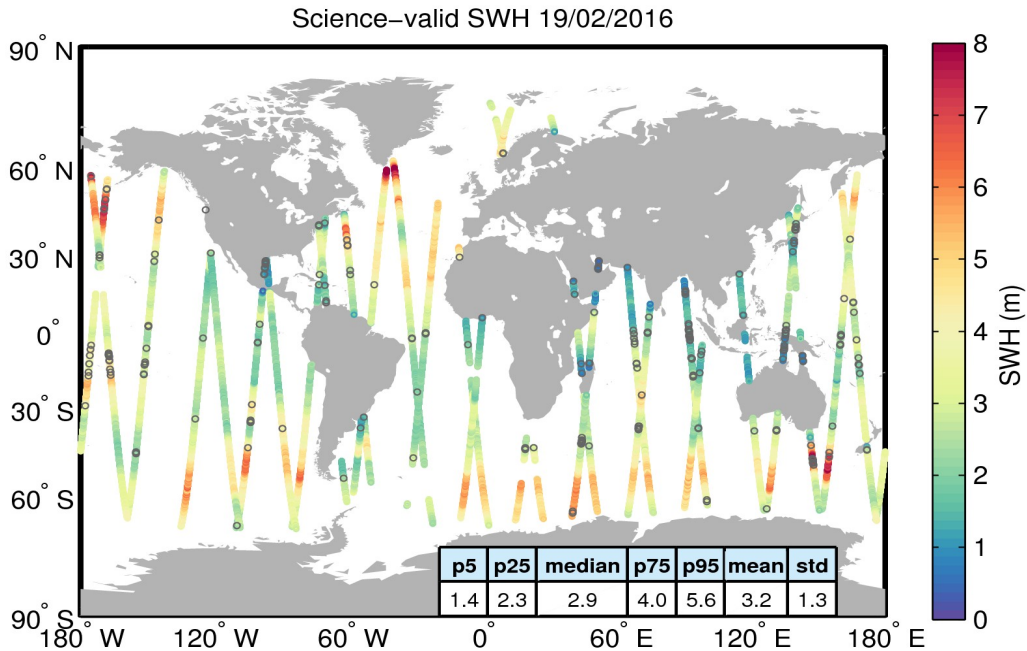 Science−valid SWH 19/02/2016
90° N
60° N
30° N
0°
30° S
60° S
90° S
180° W
120° W
60° W
0°
60° E
120° E
180° E
p5 p25 median p75 p95 mean std
1.4 2.3 2.9 4.0 5.6 3.2 1.3
8
7
6
5
4
3
2
1
0
SWH (m)